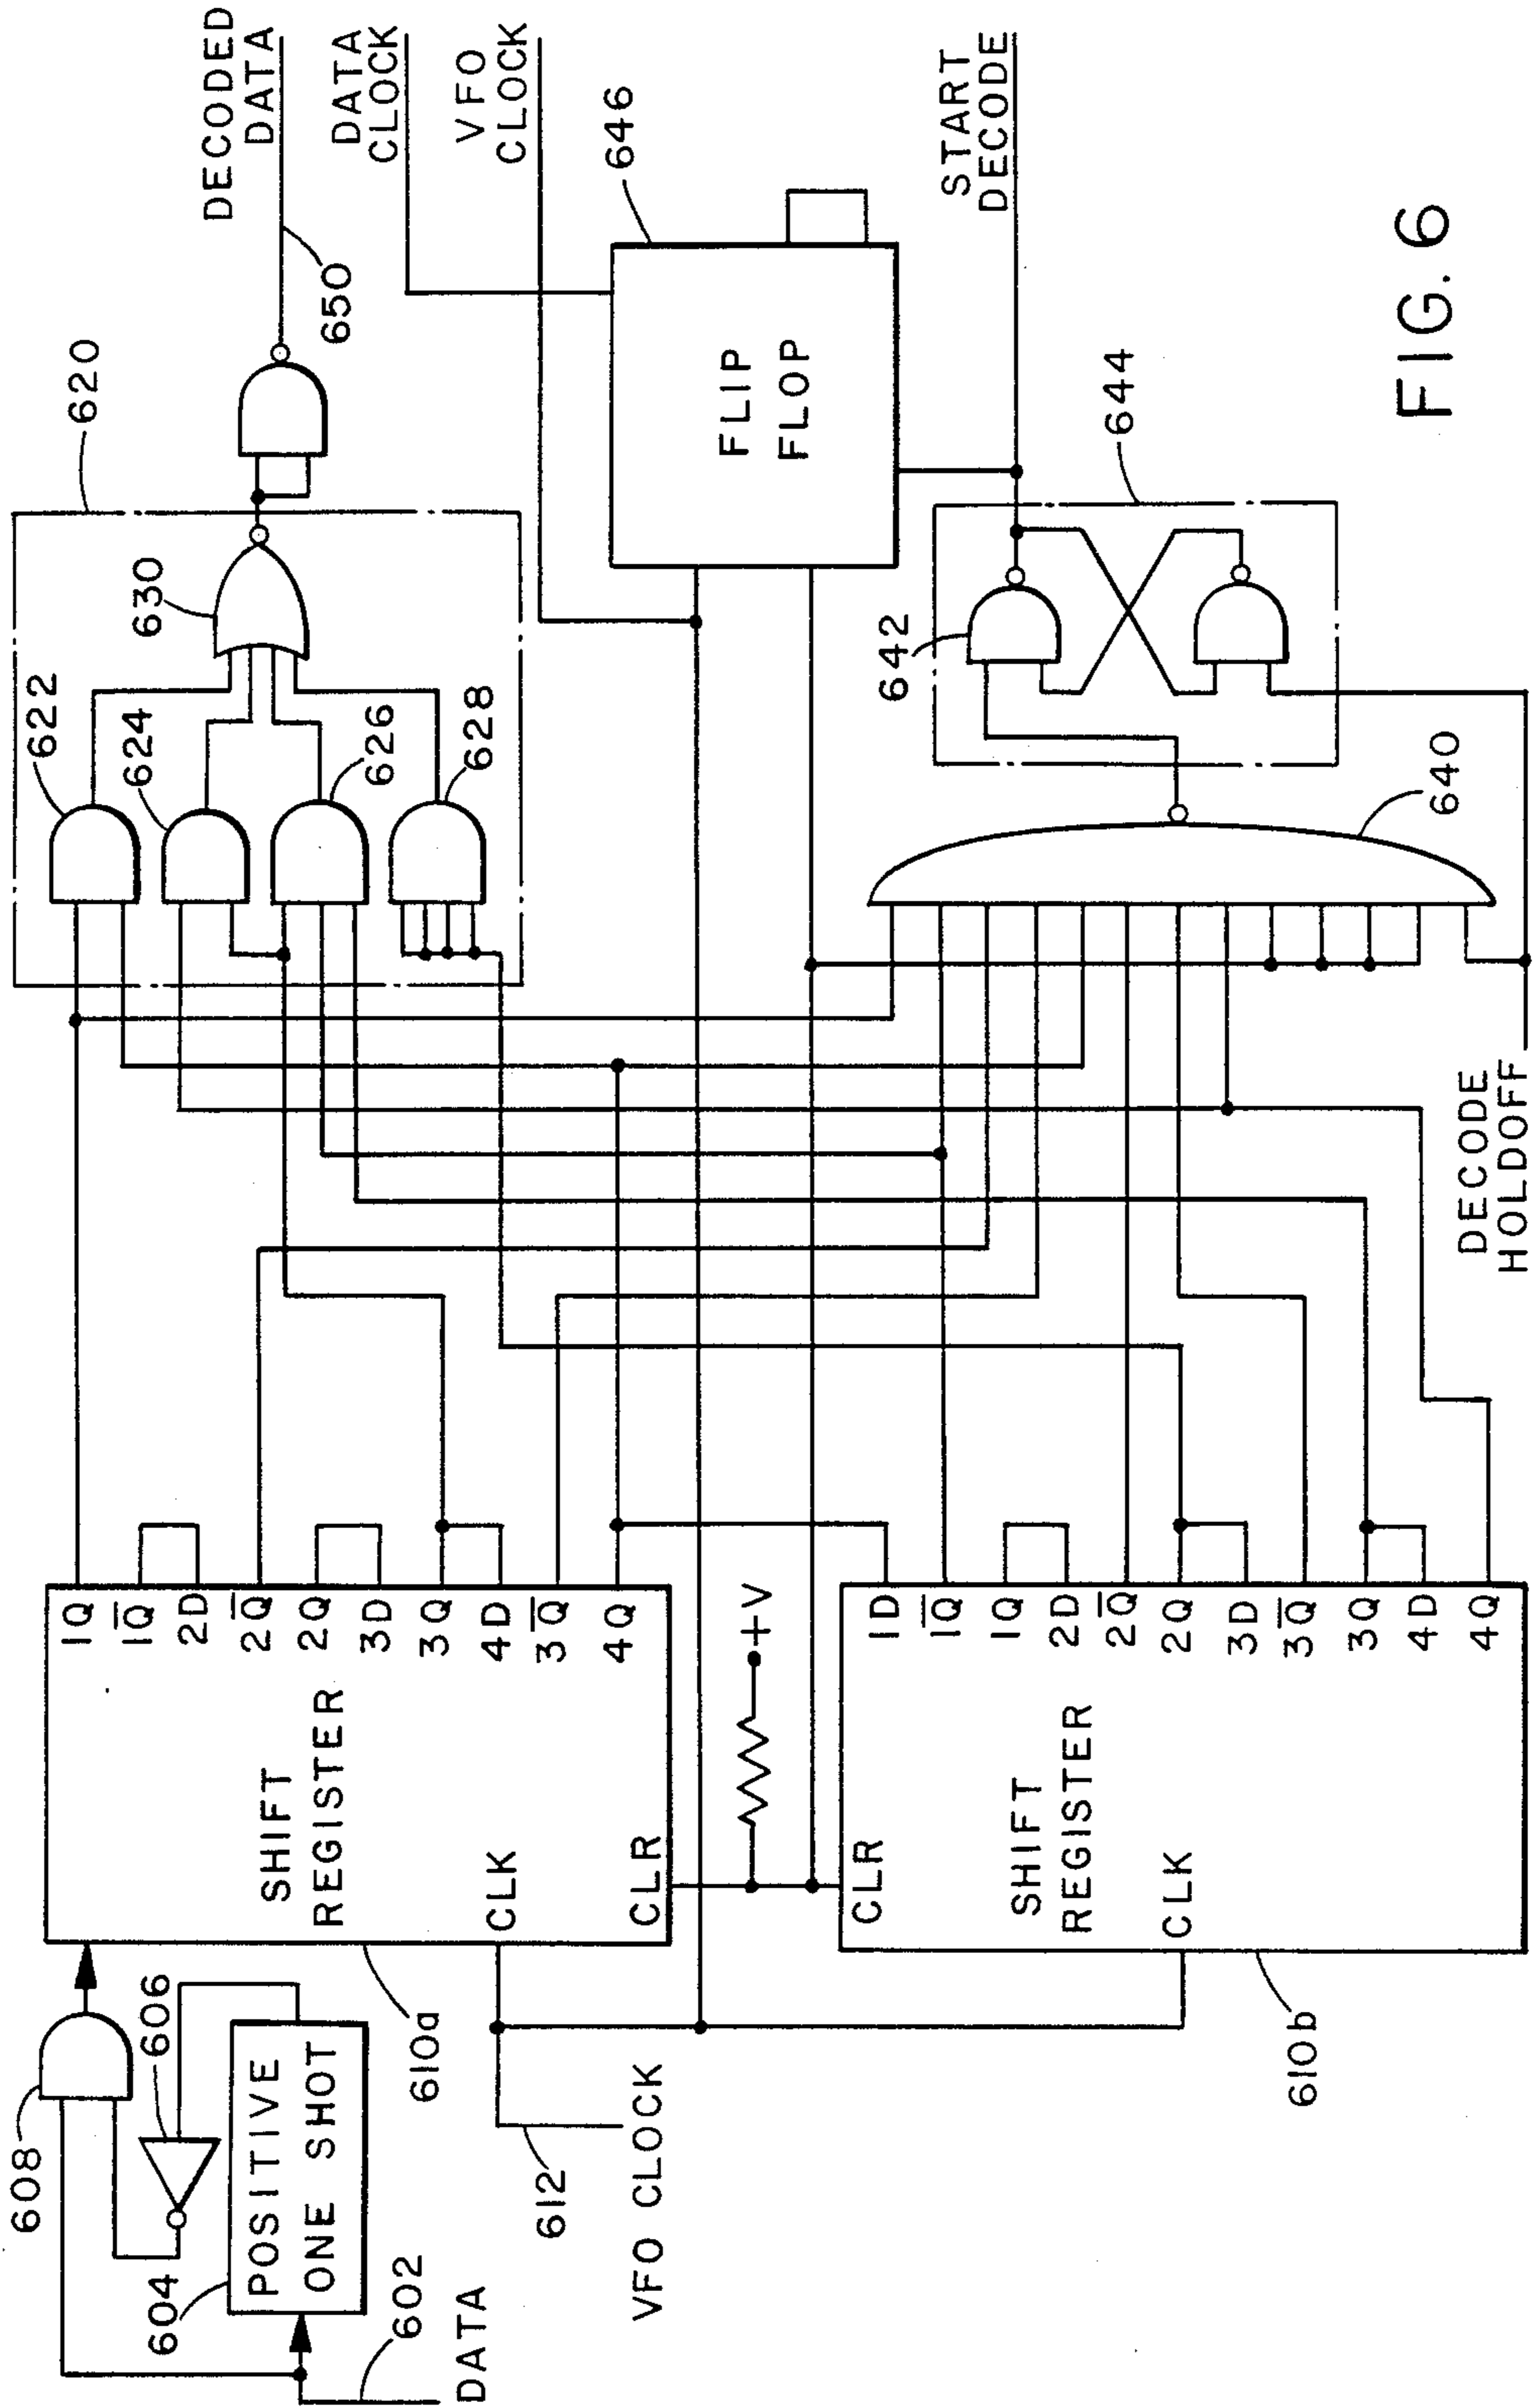 DECODED
DATA
DATA
CLOCK
VFO
CLOCK
START
DECODE
620
650
646
644
630
622
624
626
628
642
640
FLIP
FLOP
DECODE
HOLDOFF
1Q
1Q̅
2D
2Q̅
2Q
3D
3Q
4D
3Q̅
4Q
SHIFT
REGISTER
CLK
CLR
+V
1D
1Q̅
1Q
2D
2Q̅
2Q
3D
3Q̅
3Q
4D
4Q
CLR
SHIFT
REGISTER
CLK
608
606
604
POSITIVE
ONE SHOT
602
DATA
610a
612
VFO CLOCK
610b
FIG. 6